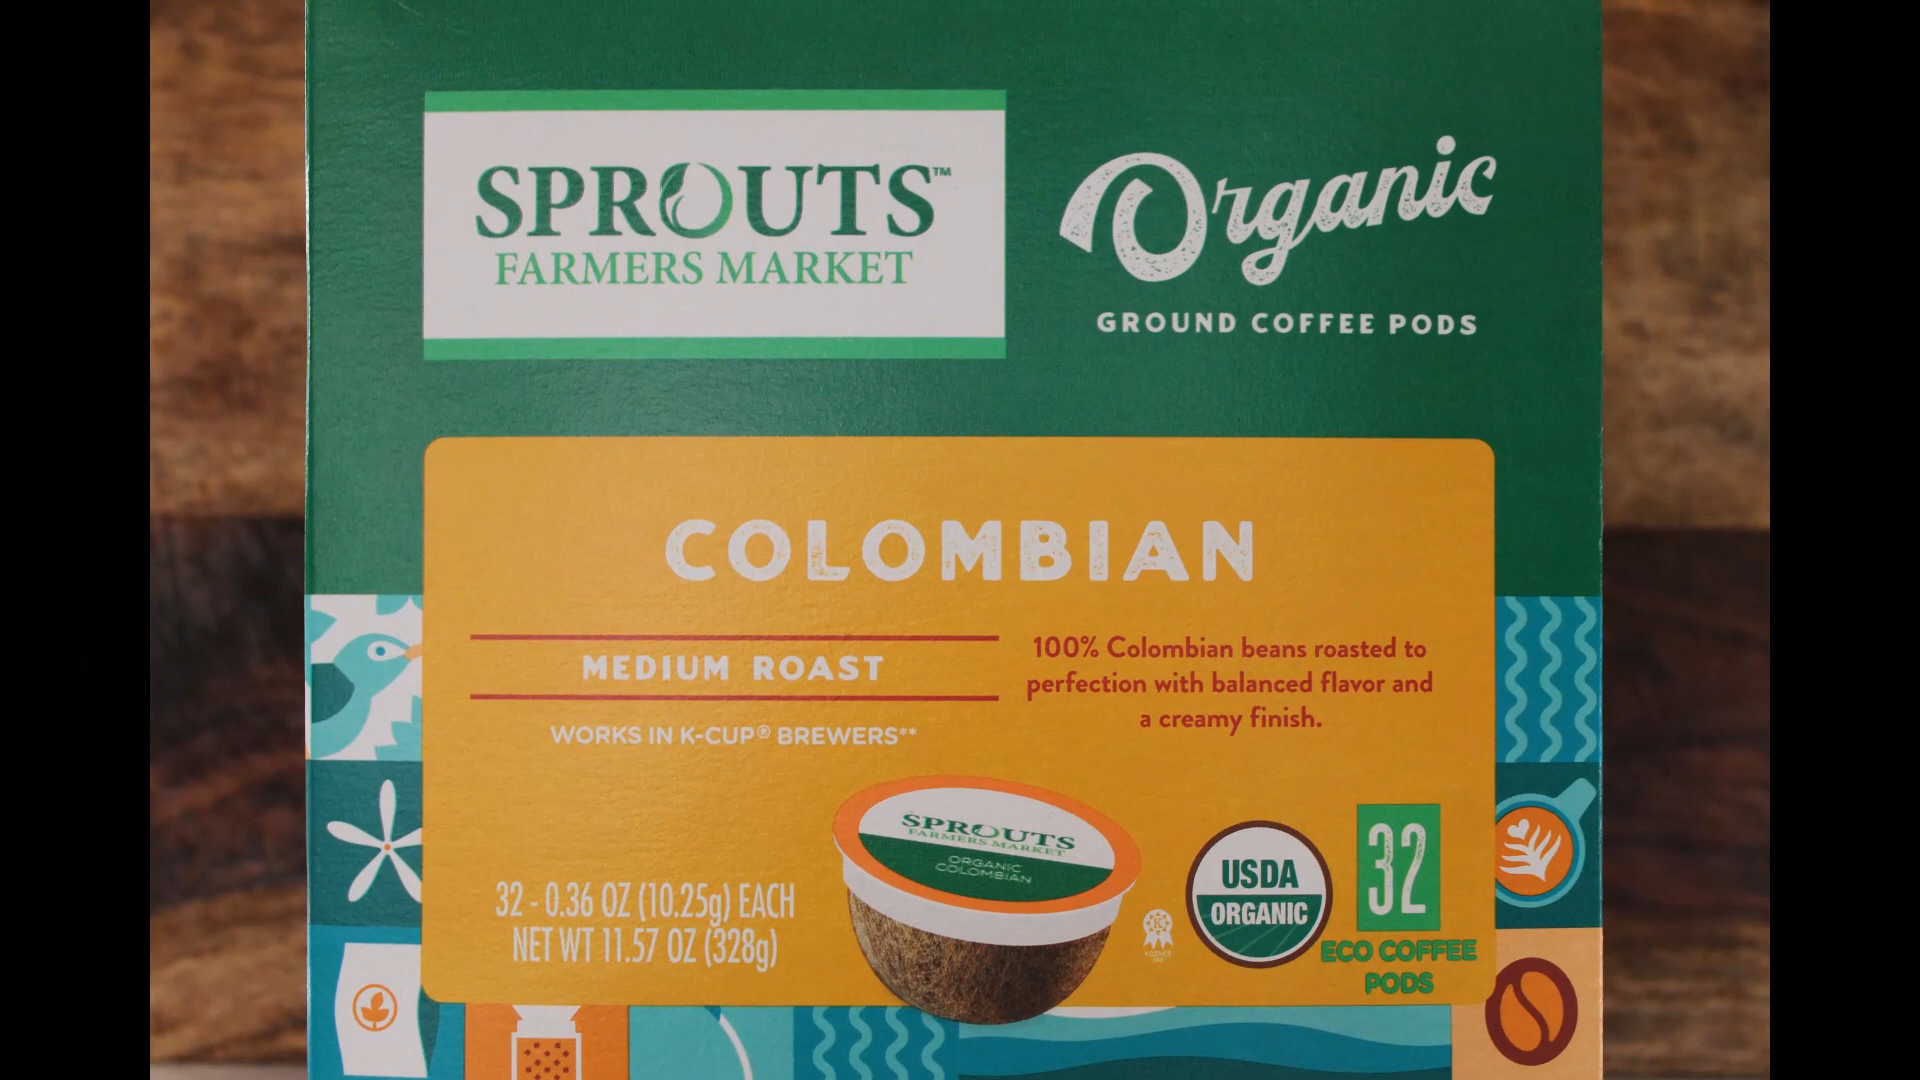 SPROUTS™
FARMERS MARKET
Organic
GROUND COFFEE PODS
COLOMBIAN
MEDIUM ROAST
WORKS IN K-CUP® BREWERS**
100% Colombian beans roasted to
perfection with balanced flavor and
a creamy finish.
32 - 0.36 OZ (10.25g) EACH
NET WT 11.57 OZ (328g)
SPROUTS
FARMERS MARKET
ORGANIC
COLOMBIAN
K
KOSHER
USDA
ORGANIC
32
ECO COFFEE
PODS